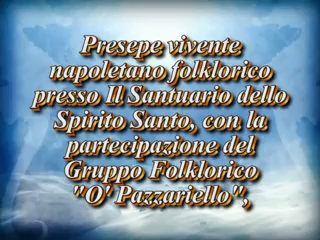 Presepe vivente
napoletano folklorico
presso Il Santuario dello
Spirito Santo, con la
partecipazione del
Gruppo Folklorico
"O' Pazzariello",